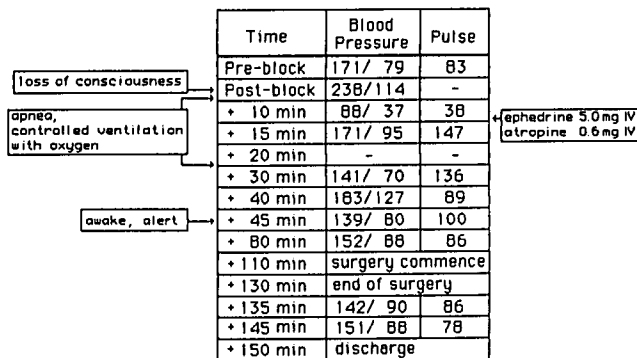 Time Blood Pressure Pulse
Pre-block 171/ 79 83
loss of consciousness
Post-block 238/114 -
apnea,
controlled ventilation
with oxygen
+ 10 min 88/ 37 38
ephedrine 5.0 mg IV
atropine 0.6 mg IV
+ 15 min 171/ 95 147
+ 20 min - -
+ 30 min 141/ 70 136
+ 40 min 183/127 89
awake, alert
+ 45 min 139/ 80 100
+ 80 min 152/ 88 86
+ 110 min surgery commence
+ 130 min end of surgery
+ 135 min 142/ 90 86
+ 145 min 151/ 88 78
+ 150 min discharge